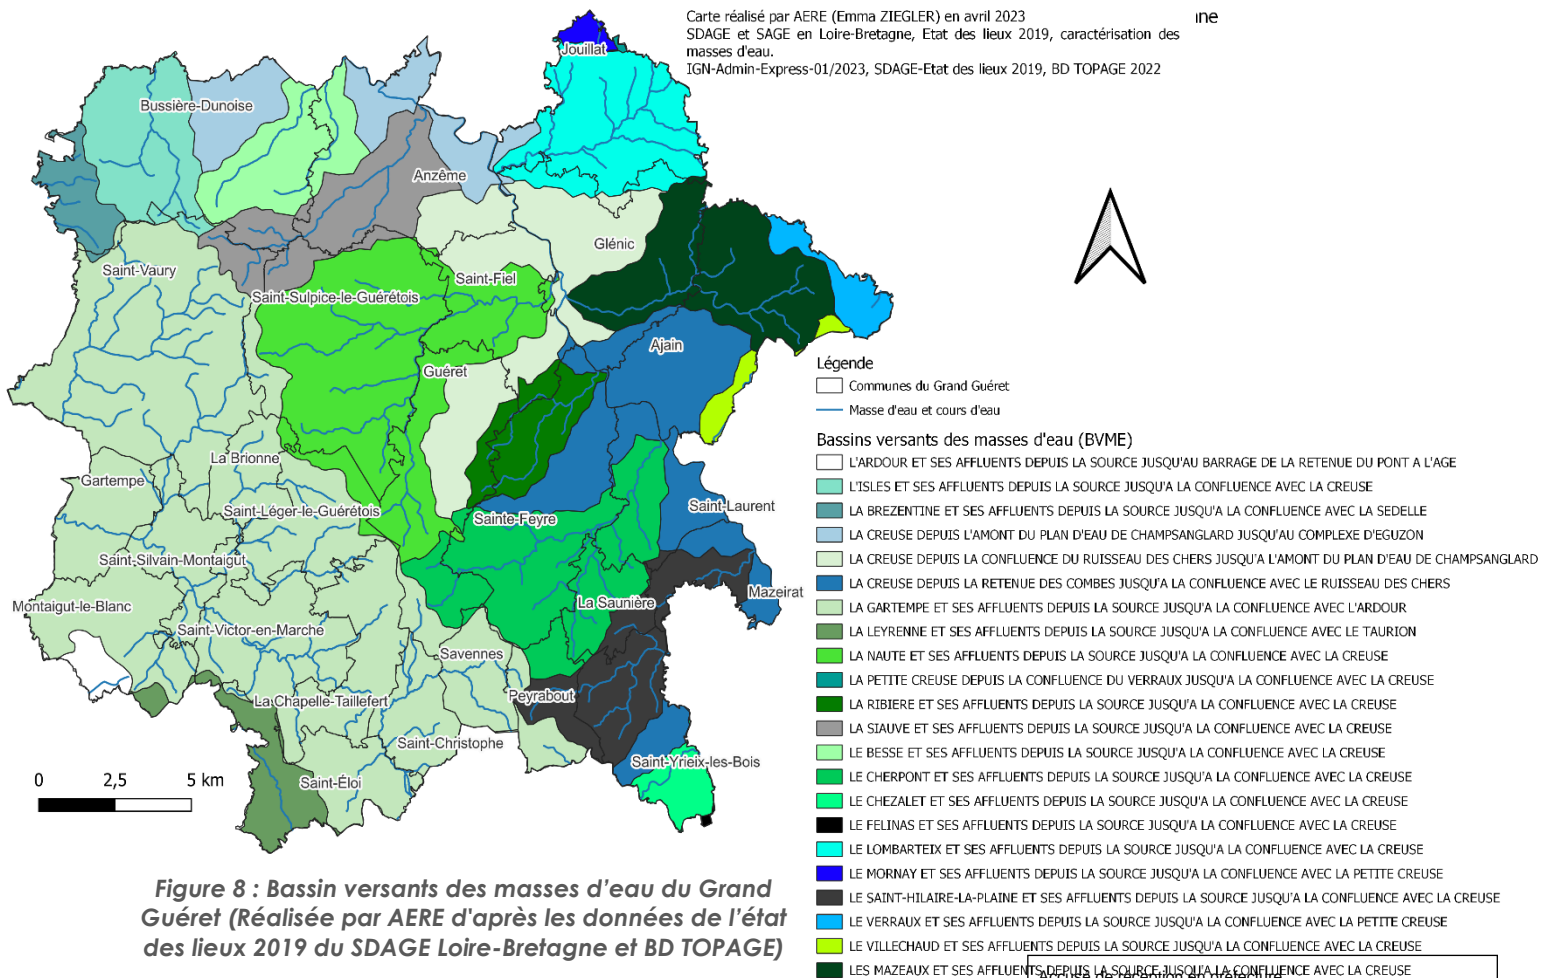 Carte réalisé par AERE (Emma ZIEGLER) en avril 2023
SDAGE et SAGE en Loire-Bretagne, Etat des lieux 2019, caractérisation des
masses d'eau.
IGN-Admin-Express-01/2023, SDAGE-Etat des lieux 2019, BD TOPAGE 2022
Jouillat
Bussière-Dunoise
Anzême
Glénic
Saint-Vaury
Saint-Fiel
Saint-Sulpice-le-Guérétois
Ajain
Guéret
La Brionne
Gartempe
Saint-Léger-le-Guérétois
Sainte-Feyre
Saint-Laurent
Saint-Silvain-Montaigut
Mazeirat
La Saunière
Montaigut-le-Blanc
Saint-Victor-en-Marche
Savennes
Peyrabout
La Chapelle-Taillefert
Saint-Christophe
Saint-Yrieix-les-Bois
Saint-Éloi
0 2,5 5 km
Légende
Communes du Grand Guéret
Masse d'eau et cours d'eau
Bassins versants des masses d'eau (BVME)
L'ARDOUR ET SES AFFLUENTS DEPUIS LA SOURCE JUSQU'AU BARRAGE DE LA RETENUE DU PONT A L'AGE
L'ISLES ET SES AFFLUENTS DEPUIS LA SOURCE JUSQU'A LA CONFLUENCE AVEC LA CREUSE
LA BREZENTINE ET SES AFFLUENTS DEPUIS LA SOURCE JUSQU'A LA CONFLUENCE AVEC LA SEDELLE
LA CREUSE DEPUIS L'AMONT DU PLAN D'EAU DE CHAMPSANGLARD JUSQU'AU COMPLEXE D'EGUZON
LA CREUSE DEPUIS LA CONFLUENCE DU RUISSEAU DES CHERS JUSQU'A L'AMONT DU PLAN D'EAU DE CHAMPSANGLARD
LA CREUSE DEPUIS LA RETENUE DES COMBES JUSQU'A LA CONFLUENCE AVEC LE RUISSEAU DES CHERS
LA GARTEMPE ET SES AFFLUENTS DEPUIS LA SOURCE JUSQU'A LA CONFLUENCE AVEC L'ARDOUR
LA LEYRENNE ET SES AFFLUENTS DEPUIS LA SOURCE JUSQU'A LA CONFLUENCE AVEC LE TAURION
LA NAUTE ET SES AFFLUENTS DEPUIS LA SOURCE JUSQU'A LA CONFLUENCE AVEC LA CREUSE
LA PETITE CREUSE DEPUIS LA CONFLUENCE DU VERRAUX JUSQU'A LA CONFLUENCE AVEC LA CREUSE
LA RIBIERE ET SES AFFLUENTS DEPUIS LA SOURCE JUSQU'A LA CONFLUENCE AVEC LA CREUSE
LA SIAUVE ET SES AFFLUENTS DEPUIS LA SOURCE JUSQU'A LA CONFLUENCE AVEC LA CREUSE
LE BESSE ET SES AFFLUENTS DEPUIS LA SOURCE JUSQU'A LA CONFLUENCE AVEC LA CREUSE
LE CHERPONT ET SES AFFLUENTS DEPUIS LA SOURCE JUSQU'A LA CONFLUENCE AVEC LA CREUSE
LE CHEZALET ET SES AFFLUENTS DEPUIS LA SOURCE JUSQU'A LA CONFLUENCE AVEC LA CREUSE
LE FELINAS ET SES AFFLUENTS DEPUIS LA SOURCE JUSQU'A LA CONFLUENCE AVEC LA CREUSE
LE LOMBARTEIX ET SES AFFLUENTS DEPUIS LA SOURCE JUSQU'A LA CONFLUENCE AVEC LA CREUSE
LE MORNAY ET SES AFFLUENTS DEPUIS LA SOURCE JUSQU'A LA CONFLUENCE AVEC LA PETITE CREUSE
LE SAINT-HILAIRE-LA-PLAINE ET SES AFFLUENTS DEPUIS LA SOURCE JUSQU'A LA CONFLUENCE AVEC LA CREUSE
LE VERRAUX ET SES AFFLUENTS DEPUIS LA SOURCE JUSQU'A LA CONFLUENCE AVEC LA PETITE CREUSE
LE VILLECHAUD ET SES AFFLUENTS DEPUIS LA SOURCE JUSQU'A LA CONFLUENCE AVEC LA CREUSE
LES MAZEAUX ET SES AFFLUENTS DEPUIS LA SOURCE JUSQU'A LA CONFLUENCE AVEC LA CREUSE
Accusé de réception en préfecture
Figure 8 : Bassin versants des masses d'eau du Grand
Guéret (Réalisée par AERE d'après les données de l'état
des lieux 2019 du SDAGE Loire-Bretagne et BD TOPAGE)